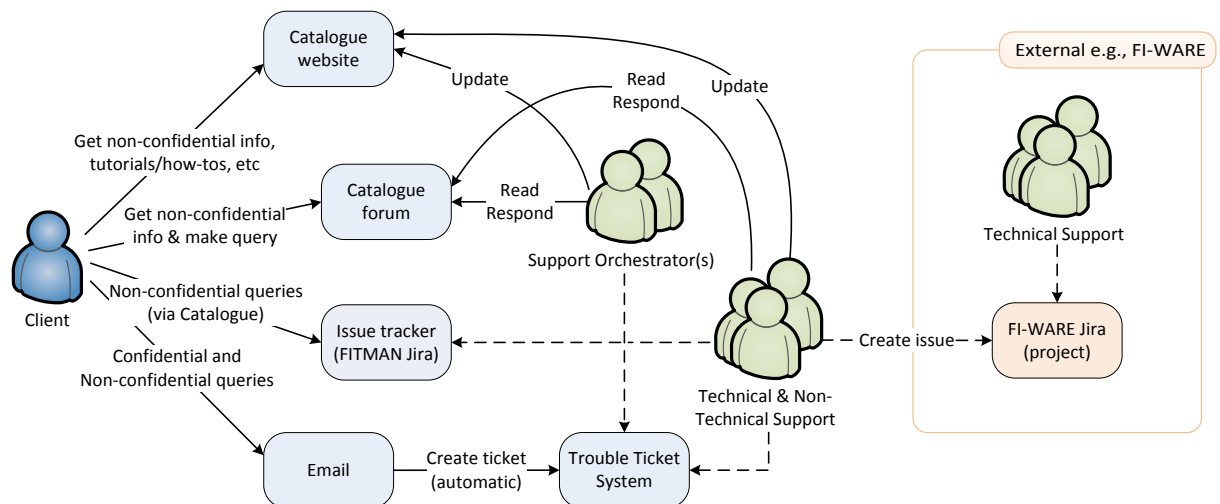 Catalogue
website
External e.g., FI-WARE
Update
Read
Respond
Update
Get non-confidential info,
tutorials/how-tos, etc
Catalogue
forum
Read
Respond
Get non-confidential
info & make query
Technical Support
Support Orchestrator(s)
Non-confidential queries
(via Catalogue)
Client
Issue tracker
(FITMAN Jira)
Create issue
FI-WARE Jira
(project)
Confidential and
Non-confidential queries
Technical & Non-
Technical Support
Email
Create ticket
(automatic)
Trouble Ticket
System